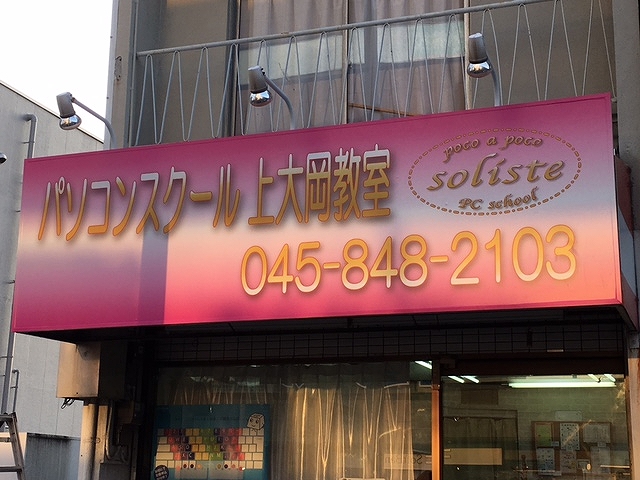 パソコンスクール 上大岡教室
poco a poco
soliste
PC school
045-848-2103